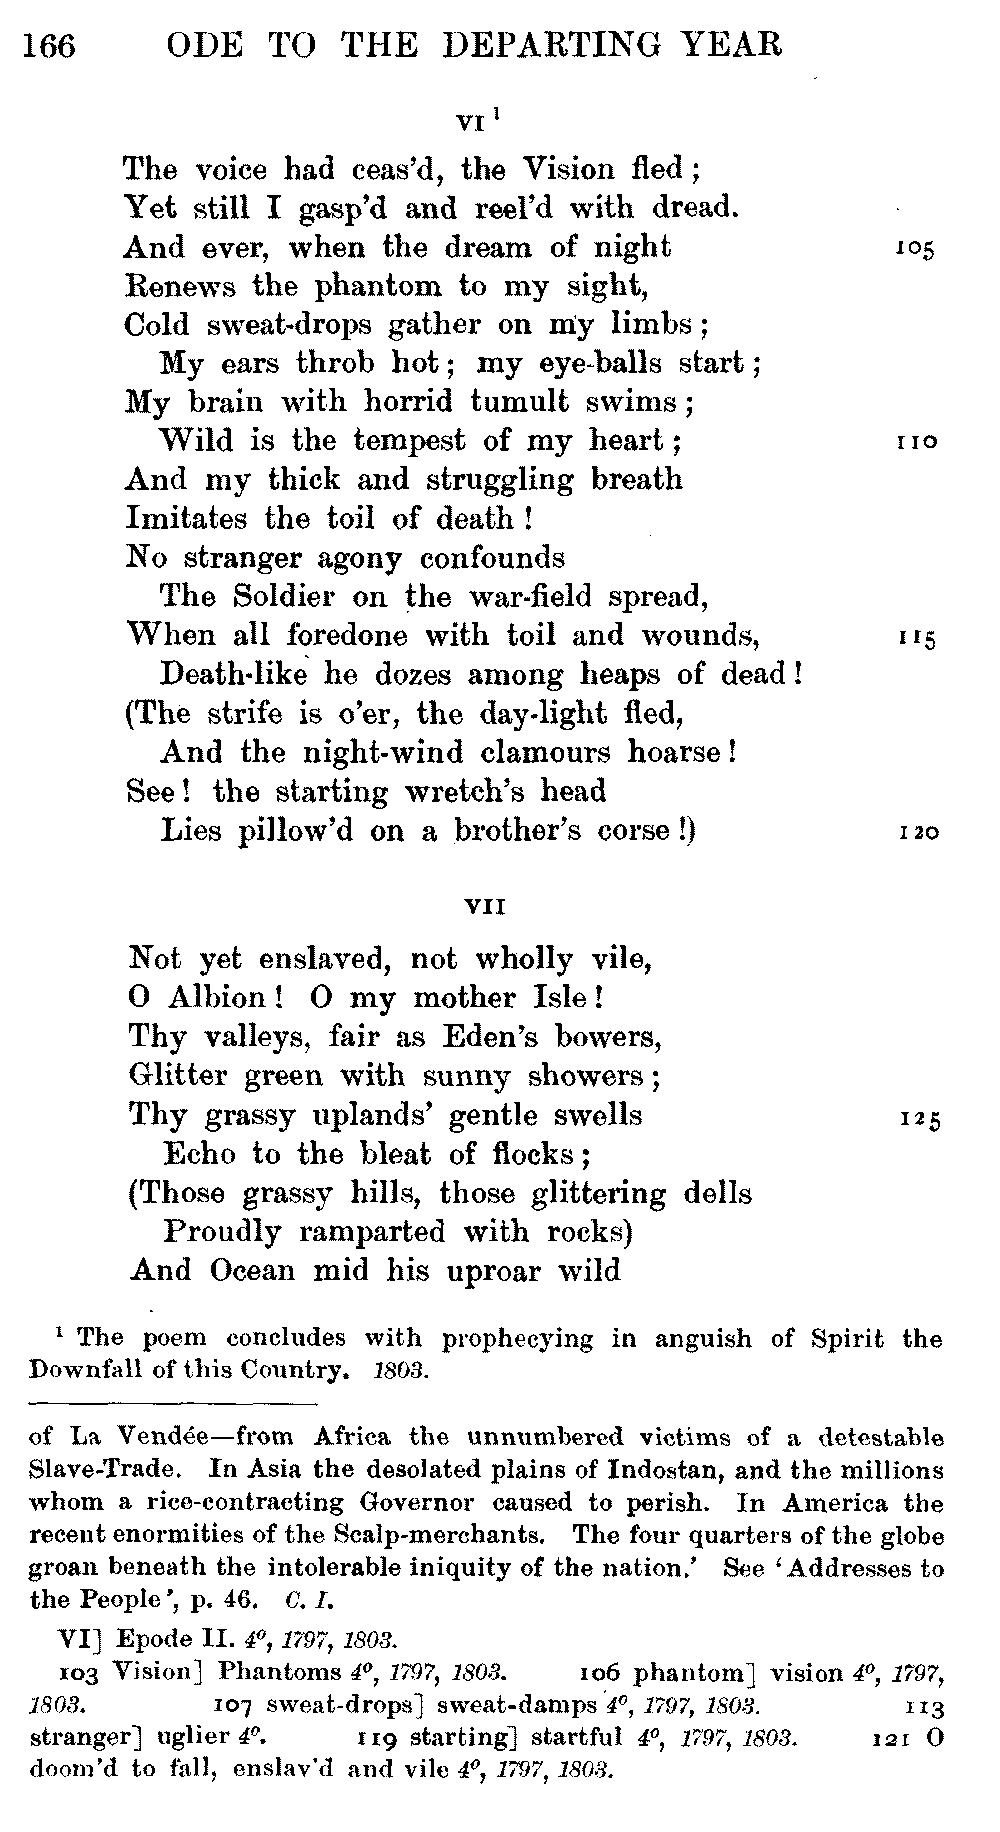 166 ODE TO THE DEPARTING YEAR
VI ¹
The voice had ceas'd, the Vision fled ;
Yet still I gasp'd and reel'd with dread.
And ever, when the dream of night 105
Renews the phantom to my sight,
Cold sweat-drops gather on my limbs ;
My ears throb hot ; my eye-balls start ;
My brain with horrid tumult swims ;
Wild is the tempest of my heart ; 110
And my thick and struggling breath
Imitates the toil of death !
No stranger agony confounds
The Soldier on the war-field spread,
When all foredone with toil and wounds, 115
Death-like he dozes among heaps of dead !
(The strife is o'er, the day-light fled,
And the night-wind clamours hoarse !
See ! the starting wretch's head
Lies pillow'd on a brother's corse !) 120
VII
Not yet enslaved, not wholly vile,
O Albion ! O my mother Isle !
Thy valleys, fair as Eden's bowers,
Glitter green with sunny showers ;
Thy grassy uplands' gentle swells 125
Echo to the bleat of flocks ;
(Those grassy hills, those glittering dells
Proudly ramparted with rocks)
And Ocean mid his uproar wild
¹ The poem concludes with prophecying in anguish of Spirit the
Downfall of this Country. 1803.
of La Vendée—from Africa the unnumbered victims of a detestable
Slave-Trade. In Asia the desolated plains of Indostan, and the millions
whom a rice-contracting Governor caused to perish. In America the
recent enormities of the Scalp-merchants. The four quarters of the globe
groan beneath the intolerable iniquity of the nation.' See 'Addresses to
the People', p. 46. C. I.
VI] Epode II. 4º, 1797, 1803.
103 Vision] Phantoms 4º, 1797, 1803. 106 phantom] vision 4º, 1797,
1803. 107 sweat-drops] sweat-damps 4º, 1797, 1803. 113
stranger] uglier 4º. 119 starting] startful 4º, 1797, 1803. 121 O
doom'd to fall, enslav'd and vile 4º, 1797, 1803.